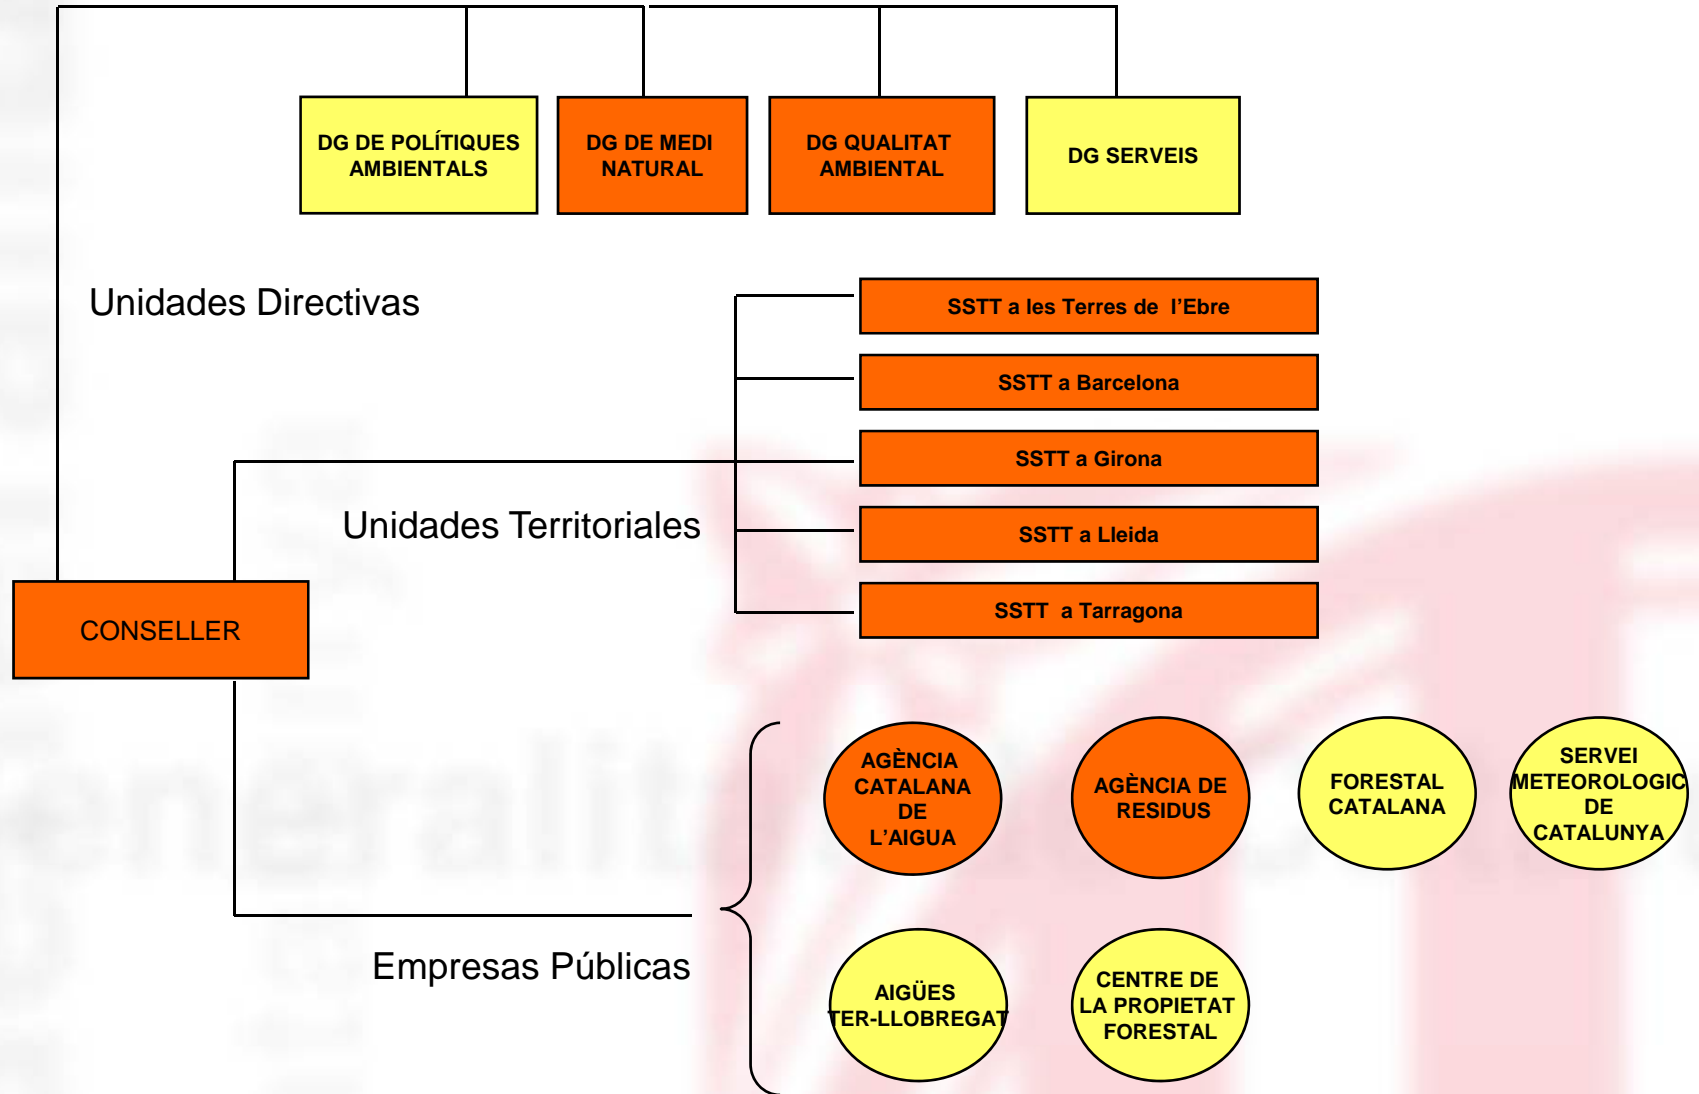 DG DE POLÍTIQUES
AMBIENTALS
DG DE MEDI
NATURAL
DG QUALITAT
AMBIENTAL
DG SERVEIS
Unidades Directivas
SSTT a les Terres de l’Ebre
SSTT a Barcelona
SSTT a Girona
Unidades Territoriales
SSTT a Lleida
SSTT a Tarragona
CONSELLER
AGÈNCIA
CATALANA
DE
L’AIGUA
AGÈNCIA DE
RESIDUS
FORESTAL
CATALANA
SERVEI
METEOROLOGIC
DE
CATALUNYA
Empresas Públicas
AIGÜES
TER-LLOBREGAT
CENTRE DE
LA PROPIETAT
FORESTAL